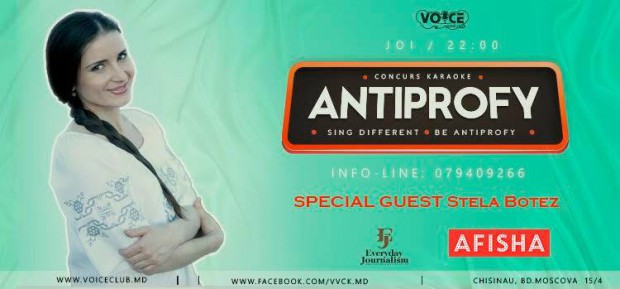 VOICE
JOI / 22:00
• CONCURS KARAOKE •
ANTIPROFY
• SING DIFFERENT • BE ANTIPROFY •
INFO-LINE: 079409266
SPECIAL GUEST STELA BOTEZ
EJ
Everyday
Journalism
AFISHA
WWW.VOICECLUB.MD | | WWW.FACEBOOK.COM/VVCK.MD | CHISINAU, BD.MOSCOVA 15/4